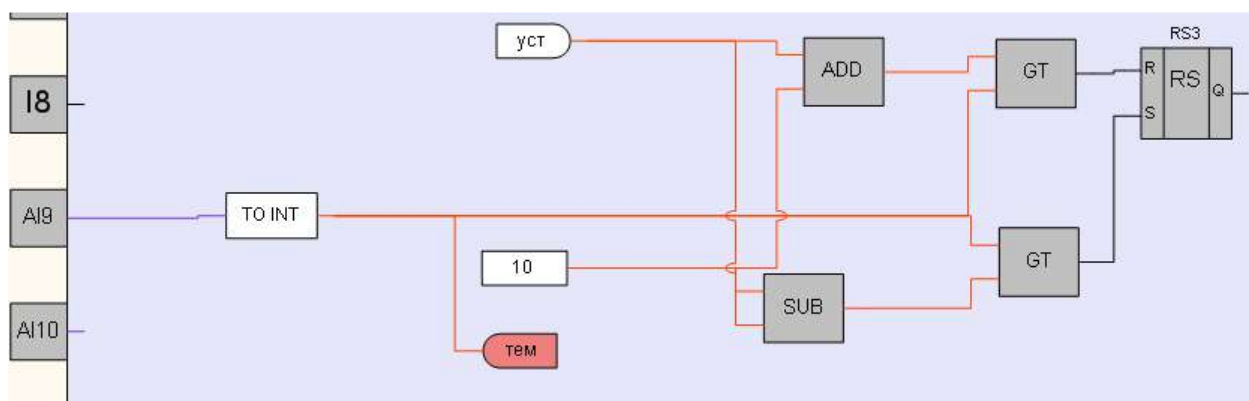 уст
RS3
ADD
GT
R
RS
Q
S
I8
AI9
TO INT
10
GT
SUB
AI10
тем